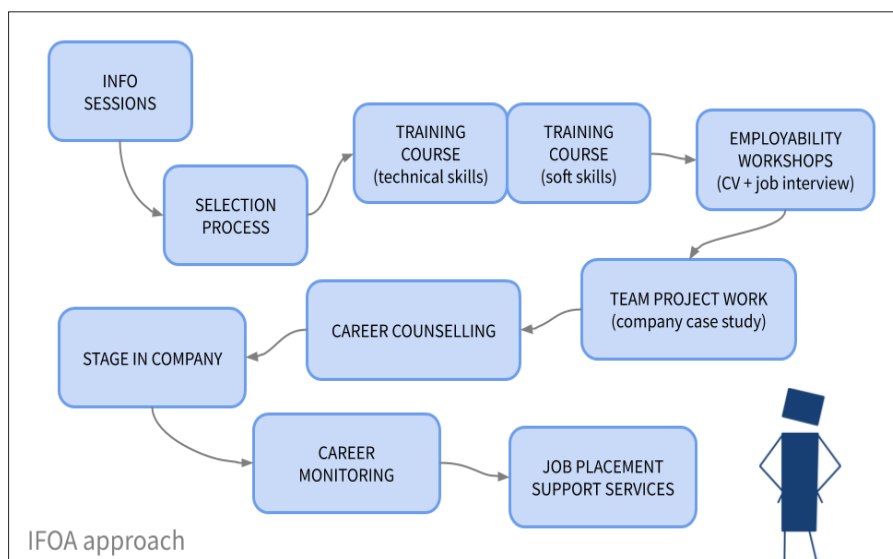 INFO
SESSIONS
SELECTION
PROCESS
TRAINING
COURSE
(technical skills)
TRAINING
COURSE
(soft skills)
EMPLOYABILITY
WORKSHOPS
(CV + job interview)
TEAM PROJECT WORK
(company case study)
CAREER COUNSELLING
STAGE IN COMPANY
CAREER
MONITORING
JOB PLACEMENT
SUPPORT SERVICES
IFOA approach